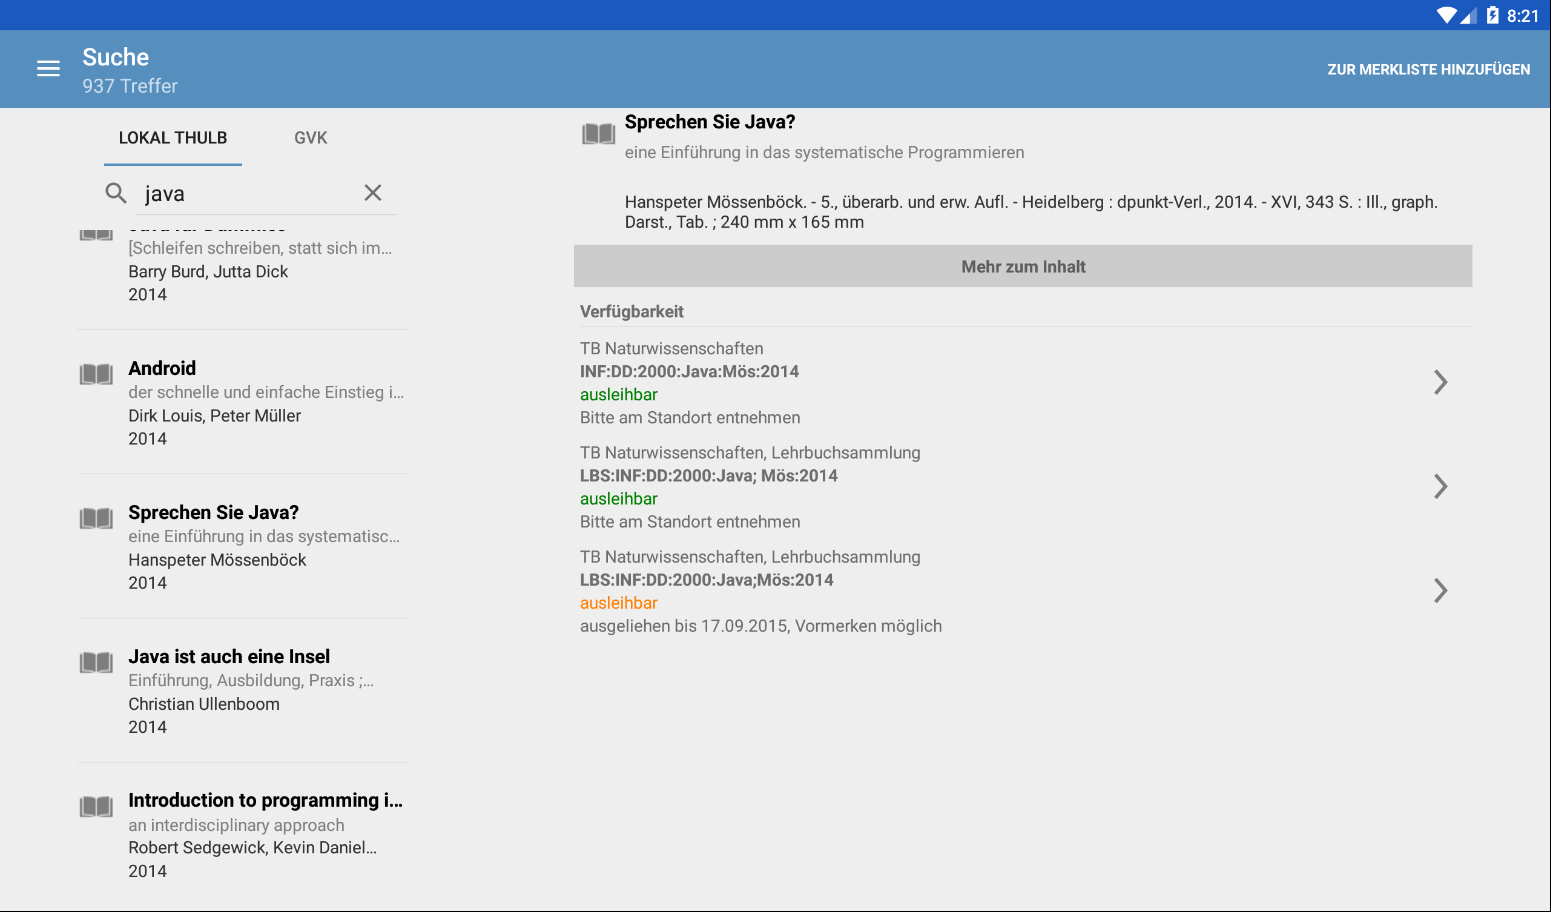 8:21
Suche
937 Treffer
ZUR MERKLISTE HINZUFÜGEN
LOKAL THULB
GVK
java
[Schleifen schreiben, statt sich im...
Barry Burd, Jutta Dick
2014
Android
der schnelle und einfache Einstieg i...
Dirk Louis, Peter Müller
2014
Sprechen Sie Java?
eine Einführung in das systematisc...
Hanspeter Mössenböck
2014
Java ist auch eine Insel
Einführung, Ausbildung, Praxis ;...
Christian Ullenboom
2014
Introduction to programming i...
an interdisciplinary approach
Robert Sedgewick, Kevin Daniel...
2014
Sprechen Sie Java?
eine Einführung in das systematische Programmieren
Hanspeter Mössenböck. - 5., überarb. und erw. Aufl. - Heidelberg : dpunkt-Verl., 2014. - XVI, 343 S. : Ill., graph.
Darst., Tab. ; 240 mm x 165 mm
Mehr zum Inhalt
Verfügbarkeit
TB Naturwissenschaften
INF:DD:2000:Java:Mös:2014
ausleihbar
Bitte am Standort entnehmen
TB Naturwissenschaften, Lehrbuchsammlung
LBS:INF:DD:2000:Java; Mös:2014
ausleihbar
Bitte am Standort entnehmen
TB Naturwissenschaften, Lehrbuchsammlung
LBS:INF:DD:2000:Java;Mös:2014
ausleihbar
ausgeliehen bis 17.09.2015, Vormerken möglich